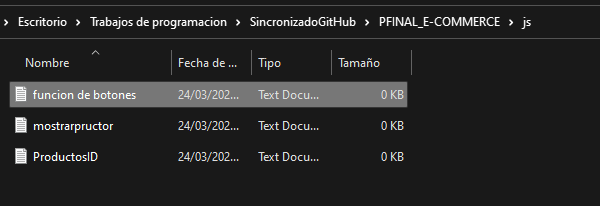 Escritorio > Trabajos de programacion > SincronizadoGitHub > PFINAL_E-COMMERCE > js
Nombre Fecha de ... Tipo Tamaño
funcion de botones 24/03/202... Text Docu... 0 KB
mostrarpructor 24/03/202... Text Docu... 0 KB
ProductosID 24/03/202... Text Docu... 0 KB